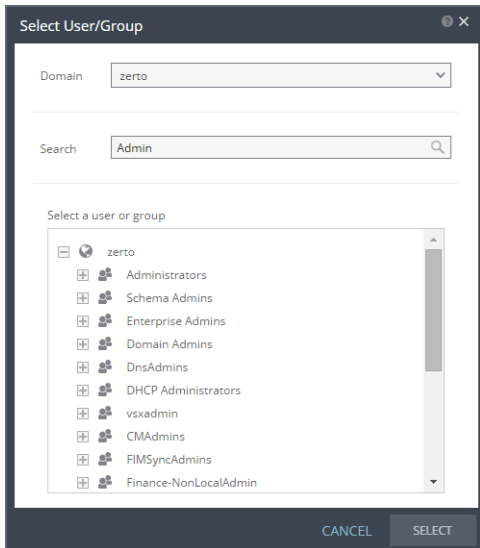 Select User/Group
Domain
zerto
Search
Admin
Select a user or group
zerto
Administrators
Schema Admins
Enterprise Admins
Domain Admins
DnsAdmins
DHCP Administrators
vsxadmin
CMAdmins
FIMSyncAdmins
Finance-NonLocalAdmin
CANCEL
SELECT